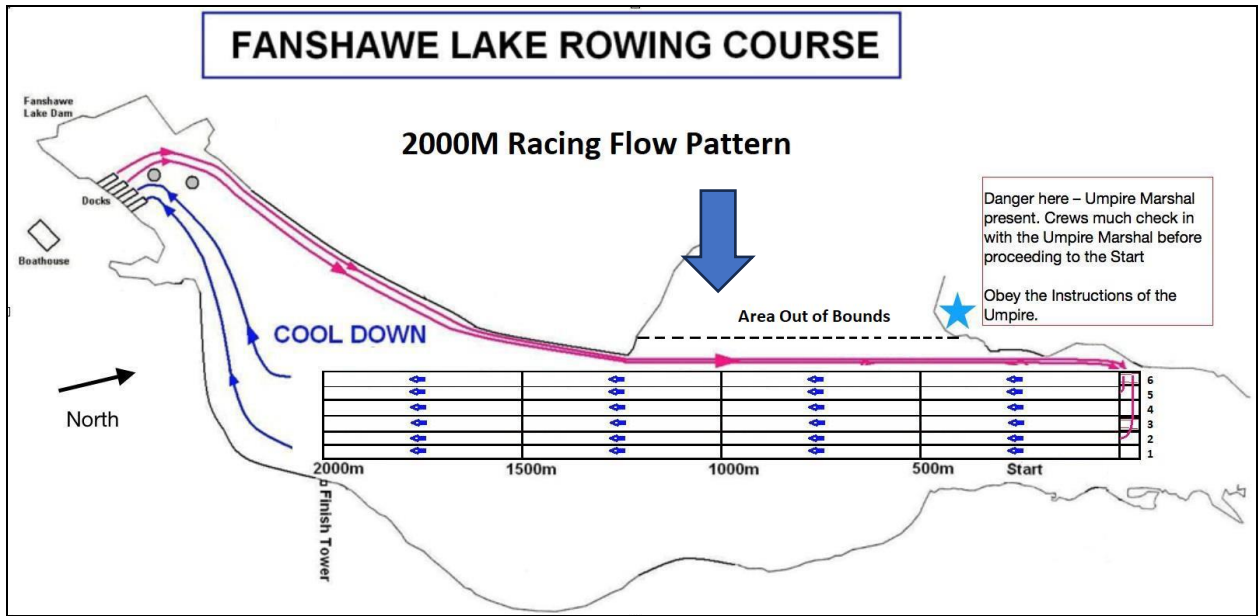 FANSHAWE LAKE ROWING COURSE
Fanshawe
Lake Dam
2000M Racing Flow Pattern
Docks
Boathouse
Danger here – Umpire Marshal
present. Crews much check in
with the Umpire Marshal before
proceeding to the Start
Obey the Instructions of the
Umpire.
Area Out of Bounds
COOL DOWN
North
6
5
4
3
2
1
2000m
1500m
1000m
500m
Start
Finish Tower